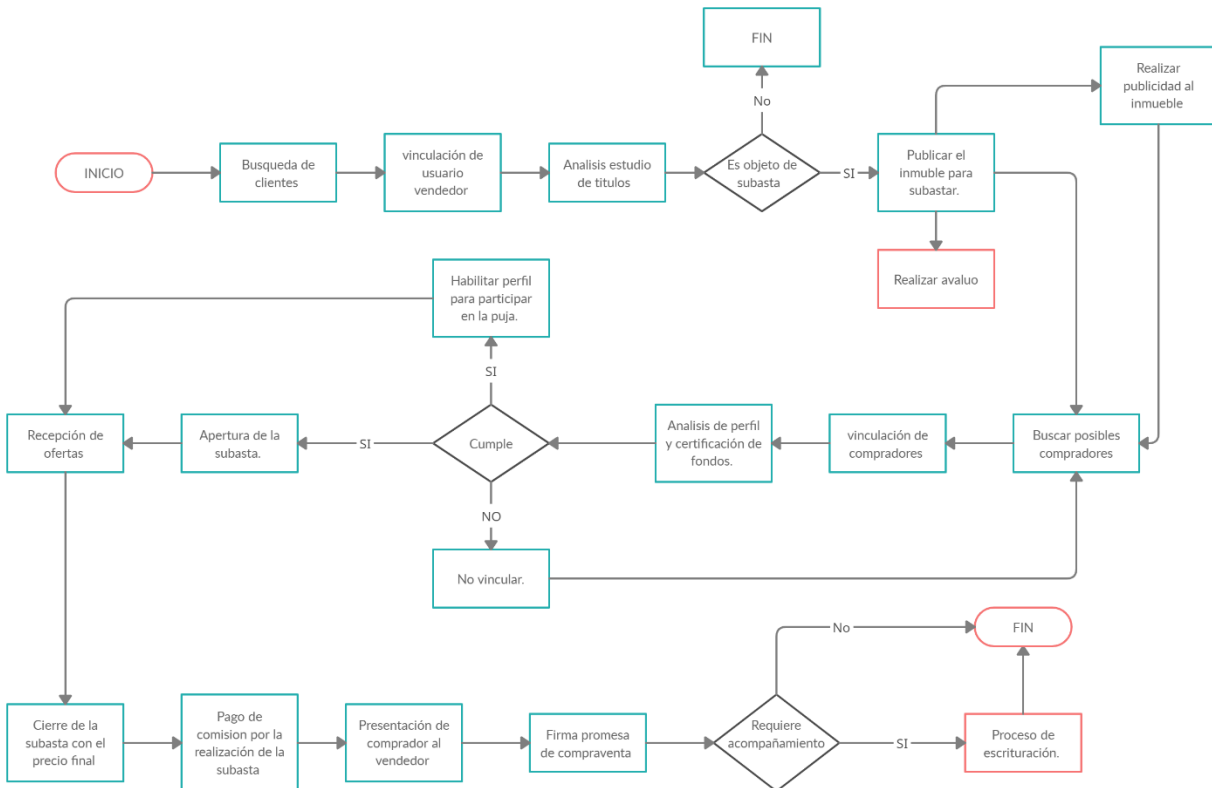 FIN
Realizar
publicidad al
inmueble
No
INICIO
Busqueda de
clientes
vinculación de
usuario
vendedor
Analisis estudio
de titulos
Es objeto de
subasta
SI
Publicar el
inmuble para
subastar.
Realizar avaluo
Habilitar perfil
para participar
en la puja.
SI
Recepción de
ofertas
Apertura de la
subasta.
SI
Cumple
Analisis de perfil
y certificación de
fondos.
vinculación de
compradores
Buscar posibles
compradores
NO
No vincular.
No
FIN
Cierre de la
subasta con el
precio final
Pago de
comision por la
realización de la
subasta
Presentación de
comprador al
vendedor
Firma promesa
de compraventa
Requiere
acompañamiento
SI
Proceso de
escrituración.